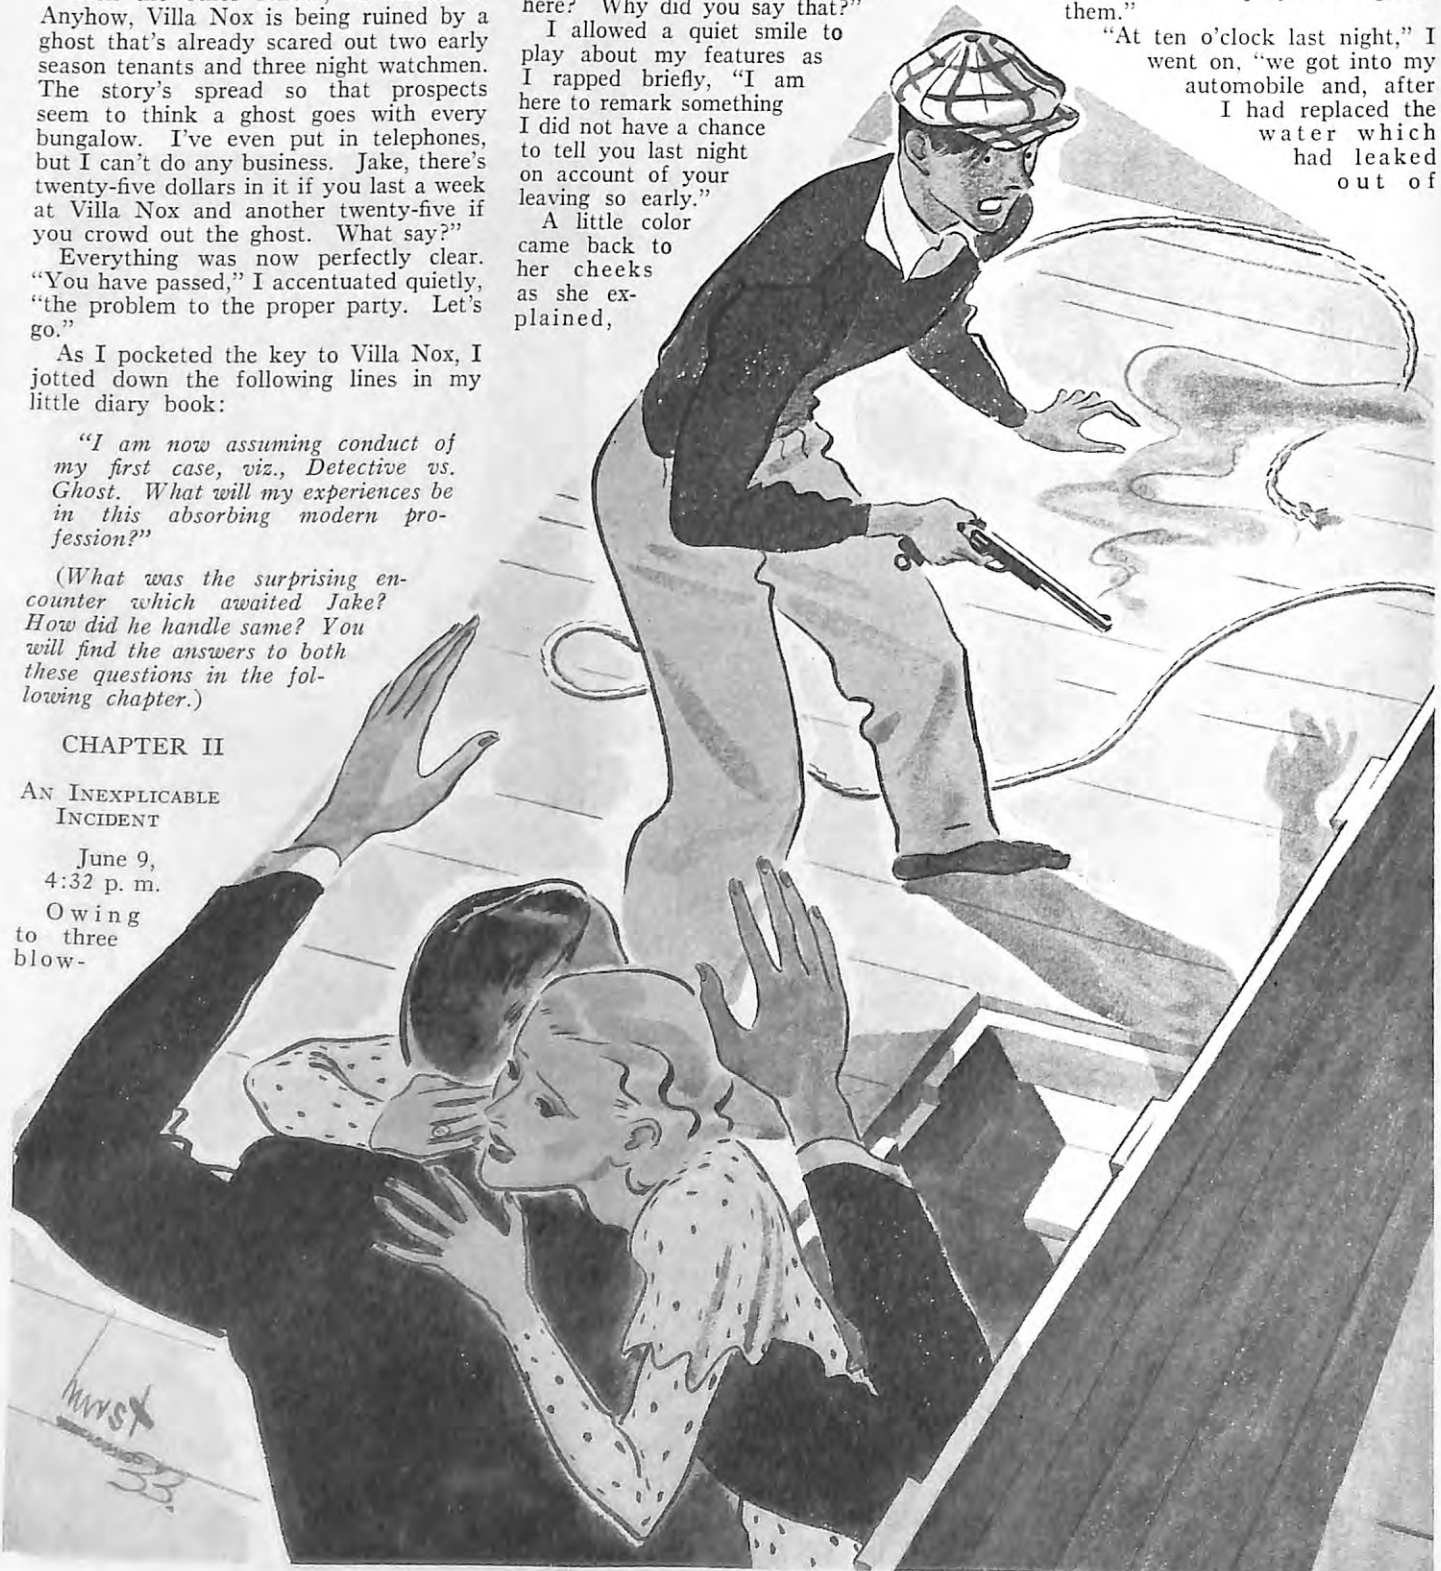 Anyhow, Villa Nox is being ruined by a
ghost that's already scared out two early
season tenants and three night watchmen.
The story's spread so that prospects
seem to think a ghost goes with every
bungalow. I've even put in telephones,
but I can't do any business. Jake, there's
twenty-five dollars in it if you last a week
at Villa Nox and another twenty-five if
you crowd out the ghost. What say?"
Everything was now perfectly clear.
"You have passed," I accentuated quietly,
"the problem to the proper party. Let's
go."
As I pocketed the key to Villa Nox, I
jotted down the following lines in my
little diary book:
"I am now assuming conduct of
my first case, viz., Detective vs.
Ghost. What will my experiences be
in this absorbing modern pro-
fession?"
(What was the surprising en-
counter which awaited Jake?
How did he handle same? You
will find the answers to both
these questions in the fol-
lowing chapter.)
CHAPTER II
AN INEXPLICABLE
INCIDENT
June 9,
4:32 p. m.
Owing
to three
blow-
here? Why did you say that?"
I allowed a quiet smile to
play about my features as
I rapped briefly, "I am
here to remark something
I did not have a chance
to tell you last night
on account of your
leaving so early."
A little color
came back to
her cheeks
as she ex-
plained,
them."
"At ten o'clock last night," I
went on, "we got into my
automobile and, after
I had replaced the
water which
had leaked
out of
hurst
33.